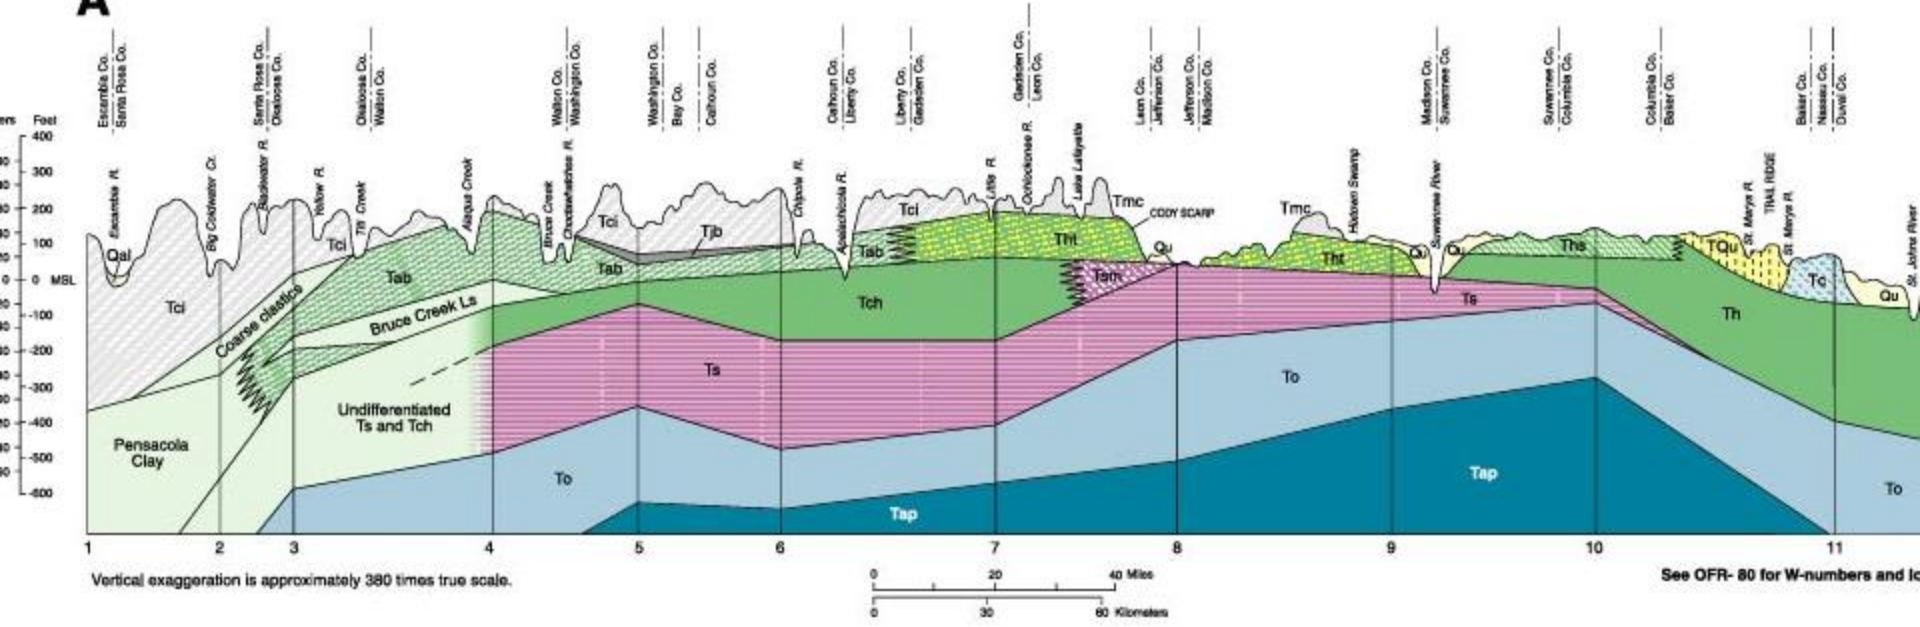 A
Escambia Co.
Santa Rosa Co.
Santa Rosa Co.
Okaloosa Co.
Okaloosa Co.
Walton Co.
Walton Co.
Washington Co.
Washington Co.
Bay Co.
Calhoun Co.
Calhoun Co.
Liberty Co.
Liberty Co.
Gadsden Co.
Gadsden Co.
Leon Co.
Leon Co.
Jefferson Co.
Jefferson Co.
Madison Co.
Madison Co.
Suwannee Co.
Suwannee Co.
Columbia Co.
Columbia Co.
Baker Co.
Baker Co.
Nassau Co.
Duval Co.
ers Feet
400
300
200
100
0 MSL
-100
-200
-300
-400
-500
-600
Escambia R.
Big Coldwater Cr.
Blackwater R.
Yellow R.
Titi Creek
Alaqua Creek
Bruce Creek
Choctawhatchee R.
Chipola R.
Apalachicola R.
Little R.
Ochlockonee R.
Lake Lafayette
CODY SCARP
Hixtown Swamp
Suwannee River
St. Marys R.
TRAIL RIDGE
St. Marys R.
St. Johns River
Qal
Tci
Tci
Tab
Tci
Tjb
Tab
Tab
Tci
Tht
Tmc
Qu
Tsm
Tmc
Tht
Qu
Qu
Ths
TQu
Tc
Qu
Coarse clastics
Bruce Creek Ls
Tch
Ts
Th
Ts
To
Undifferentiated
Ts and Tch
Pensacola
Clay
To
Tap
Tap
To
1 2 3 4 5 6 7 8 9 10 11
Vertical exaggeration is approximately 380 times true scale.
0 20 40 Miles
0 30 60 Kilometers
See OFR- 80 for W-numbers and lo